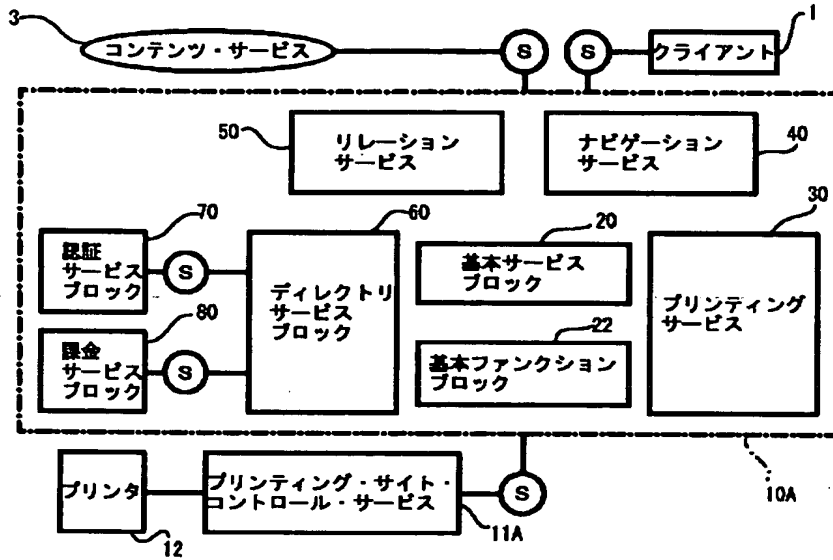 3
コンテンツ・サービス
S
S
クライアント
1
50
リレーション
サービス
ナビゲーション
サービス
40
70
認証
サービス
ブロック
S
60
ディレクトリ
サービス
ブロック
20
基本サービス
ブロック
30
プリンティング
サービス
80
課金
サービス
ブロック
S
22
基本ファンクション
ブロック
プリンタ
12
プリンティング・サイト・
コントロール・サービス
11A
S
10A